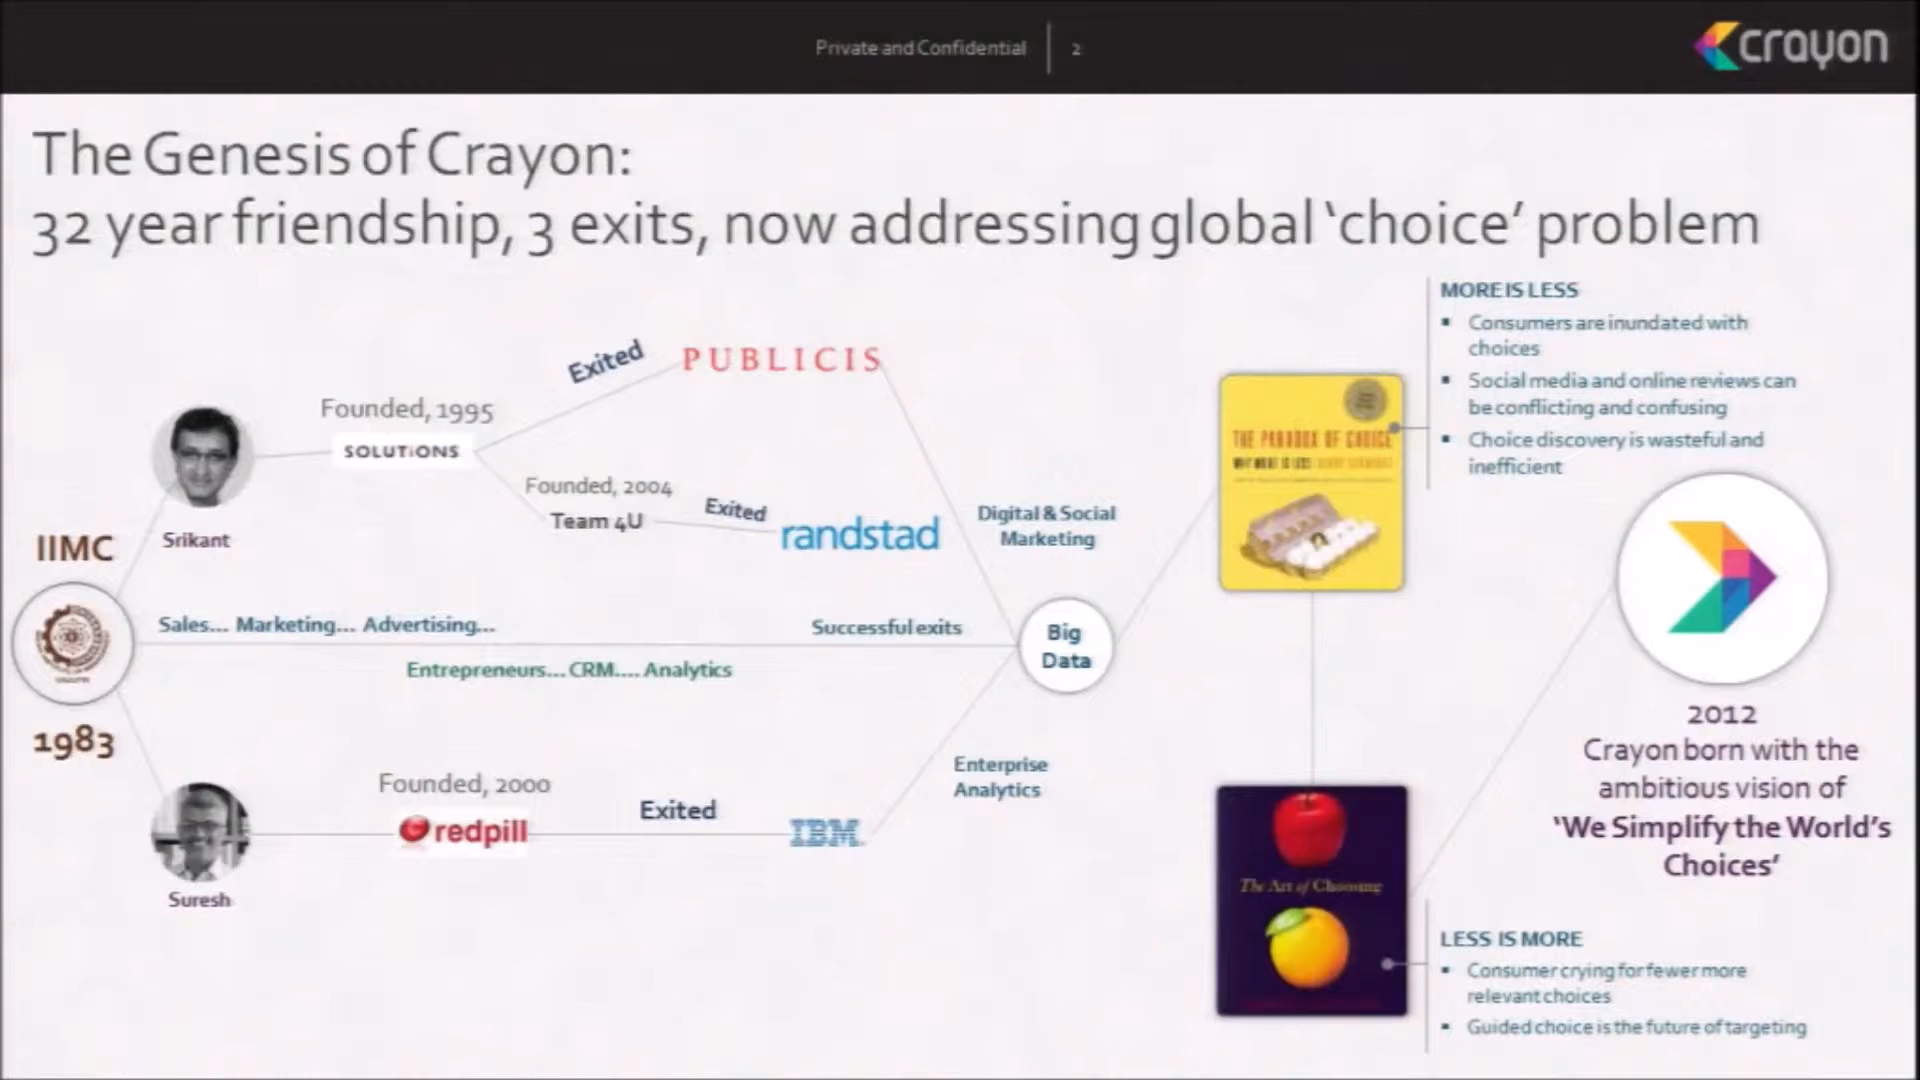 Private and Confidential
2
crayon
The Genesis of Crayon:
32 year friendship, 3 exits, now addressing global ‘choice’ problem
IIMC
1983
Srikant
Founded, 1995
SOLUTiONS
Exited
PUBLICIS
Founded, 2004
Team 4U
Exited
randstad
Digital & Social
Marketing
Sales... Marketing... Advertising...
Successful exits
Entrepreneurs... CRM.... Analytics
Big
Data
Suresh
Founded, 2000
redpill
Exited
IBM
Enterprise
Analytics
THE PARADOX OF CHOICE
MORE IS LESS
Consumers are inundated with
choices
Social media and online reviews can
be conflicting and confusing
Choice discovery is wasteful and
inefficient
The Art of Choosing
LESS IS MORE
Consumer crying for fewer more
relevant choices
Guided choice is the future of targeting
2012
Crayon born with the
ambitious vision of
‘We Simplify the World’s
Choices’